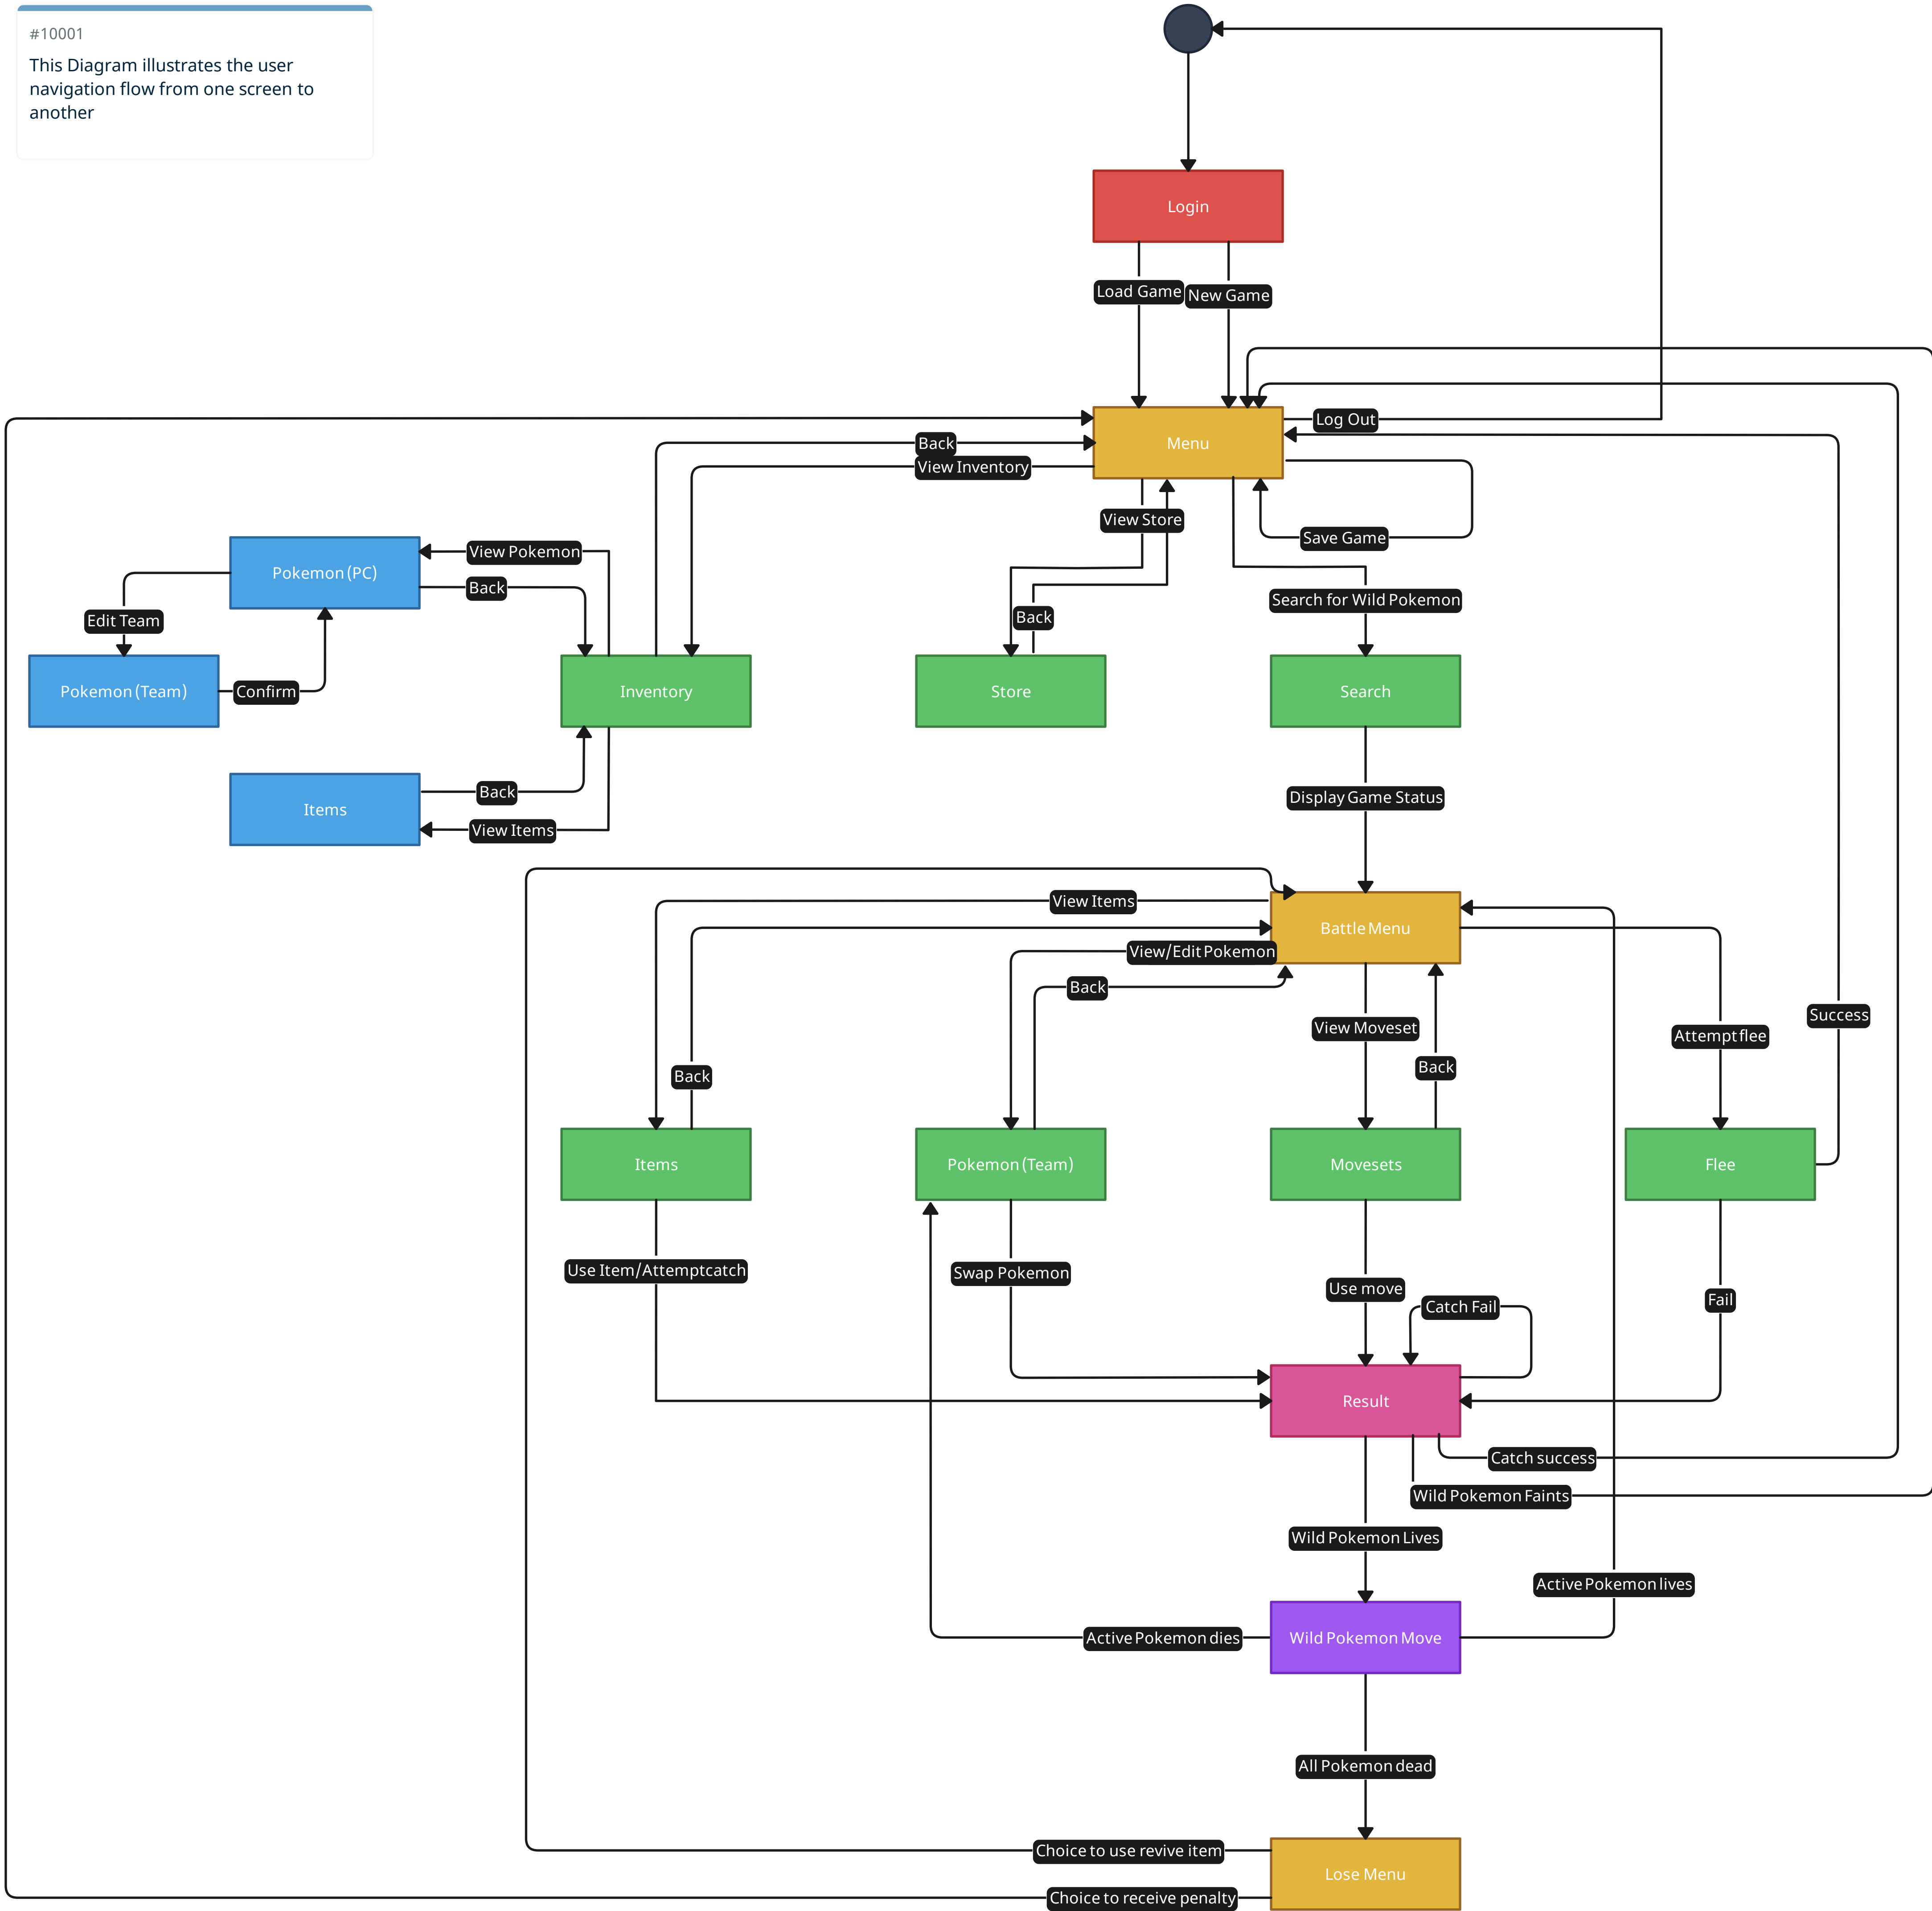 #10001
This Diagram illustrates the user
navigation flow from one screen to
another
Login
Load Game
New Game
Menu
Log Out
Back
View Inventory
View Store
Save Game
View Pokemon
Pokemon (PC)
Back
Edit Team
Search for Wild Pokemon
Back
Pokemon (Team)
Confirm
Inventory
Store
Search
Back
Items
View Items
Display Game Status
View Items
Battle Menu
View/Edit Pokemon
Back
View Moveset
Attempt flee
Success
Back
Back
Items
Pokemon (Team)
Movesets
Flee
Use Item/Attemptcatch
Swap Pokemon
Use move
Catch Fail
Fail
Result
Catch success
Wild Pokemon Faints
Wild Pokemon Lives
Active Pokemon lives
Active Pokemon dies
Wild Pokemon Move
All Pokemon dead
Choice to use revive item
Lose Menu
Choice to receive penalty